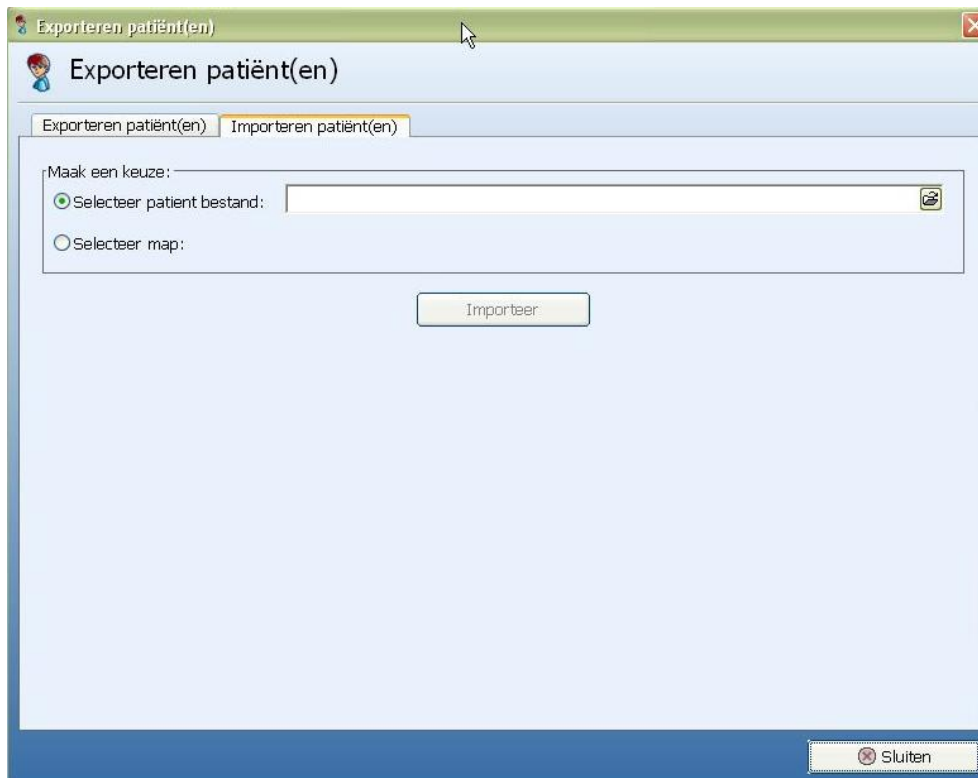 Exporteren patiënt(en)
Exporteren patiënt(en)
Exporteren patiënt(en) Importeren patiënt(en)
Maak een keuze:
Selecteer patient bestand:
Selecteer map:
Importeer
Sluiten